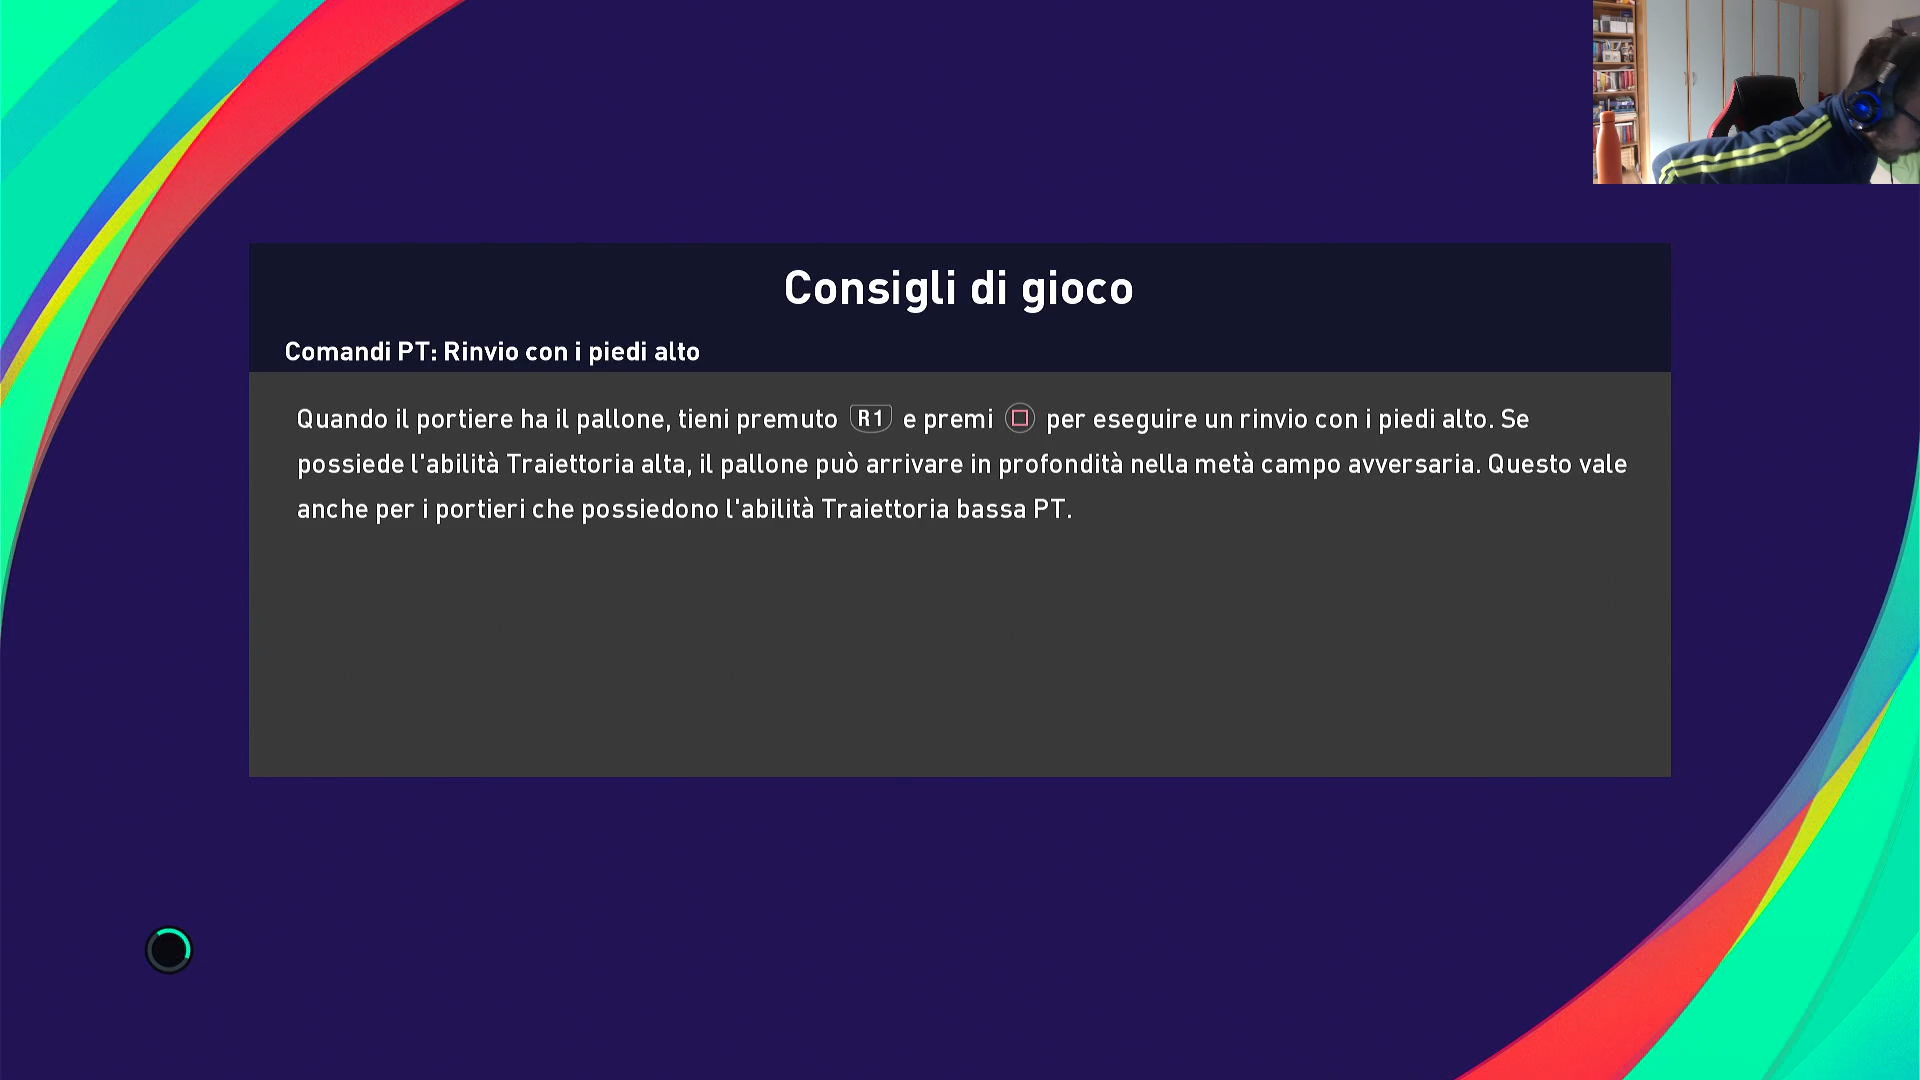 Consigli di gioco
Comandi PT: Rinvio con i piedi alto
Quando il portiere ha il pallone, tieni premuto R1 e premi □ per eseguire un rinvio con i piedi alto. Se
possiede l'abilità Traiettoria alta, il pallone può arrivare in profondità nella metà campo avversaria. Questo vale
anche per i portieri che possiedono l'abilità Traiettoria bassa PT.